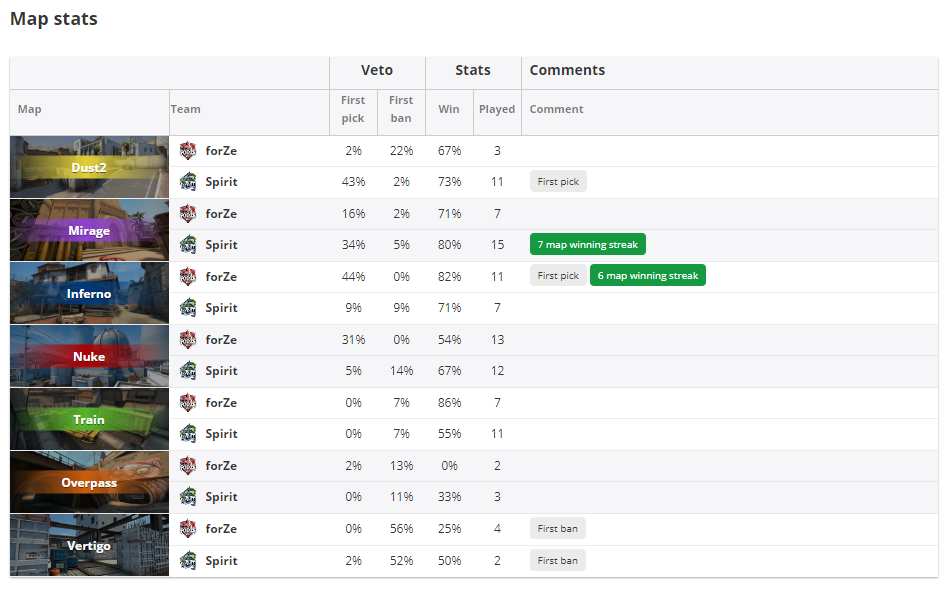 Map stats
Veto Stats Comments
Map Team First pick First ban Win Played Comment
Dust2
forZe 2% 22% 67% 3
Spirit 43% 2% 73% 11 First pick
Mirage
forZe 16% 2% 71% 7
Spirit 34% 5% 80% 15 7 map winning streak
Inferno
forZe 44% 0% 82% 11 First pick 6 map winning streak
Spirit 9% 9% 71% 7
Nuke
forZe 31% 0% 54% 13
Spirit 5% 14% 67% 12
Train
forZe 0% 7% 86% 7
Spirit 0% 7% 55% 11
Overpass
forZe 2% 13% 0% 2
Spirit 0% 11% 33% 3
Vertigo
forZe 0% 56% 25% 4 First ban
Spirit 2% 52% 50% 2 First ban